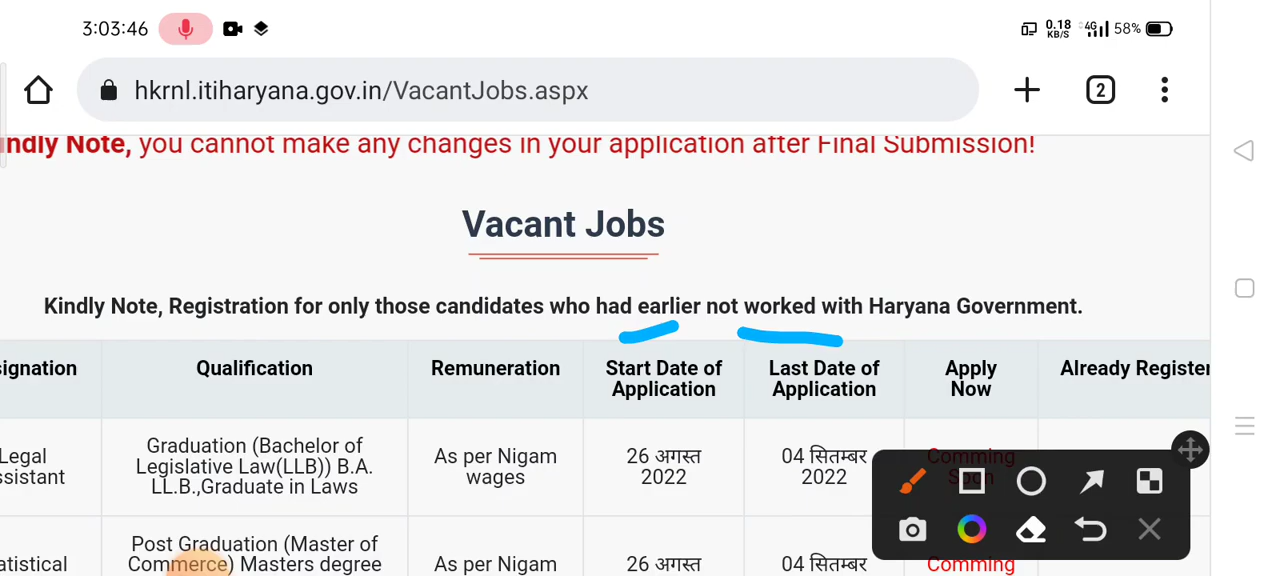 3:03:46
0.18 KB/S 4G 58%
hkrnl.itiharyana.gov.in/VacantJobs.aspx
2
ndly Note, you cannot make any changes in your application after Final Submission!
Vacant Jobs
Kindly Note, Registration for only those candidates who had earlier not worked with Haryana Government.
signation Qualification Remuneration Start Date of Application Last Date of Application Apply Now Already Register
Legal
ssistant
Graduation (Bachelor of
Legislative Law(LLB)) B.A.
LL.B.,Graduate in Laws
As per Nigam
wages
26 अगस्त
2022
04 सितम्बर
2022
Comming
Soon
atistical
Post Graduation (Master of
Commerce) Masters degree
As per Nigam
26 अगस्त
04 सितम्बर
Comming